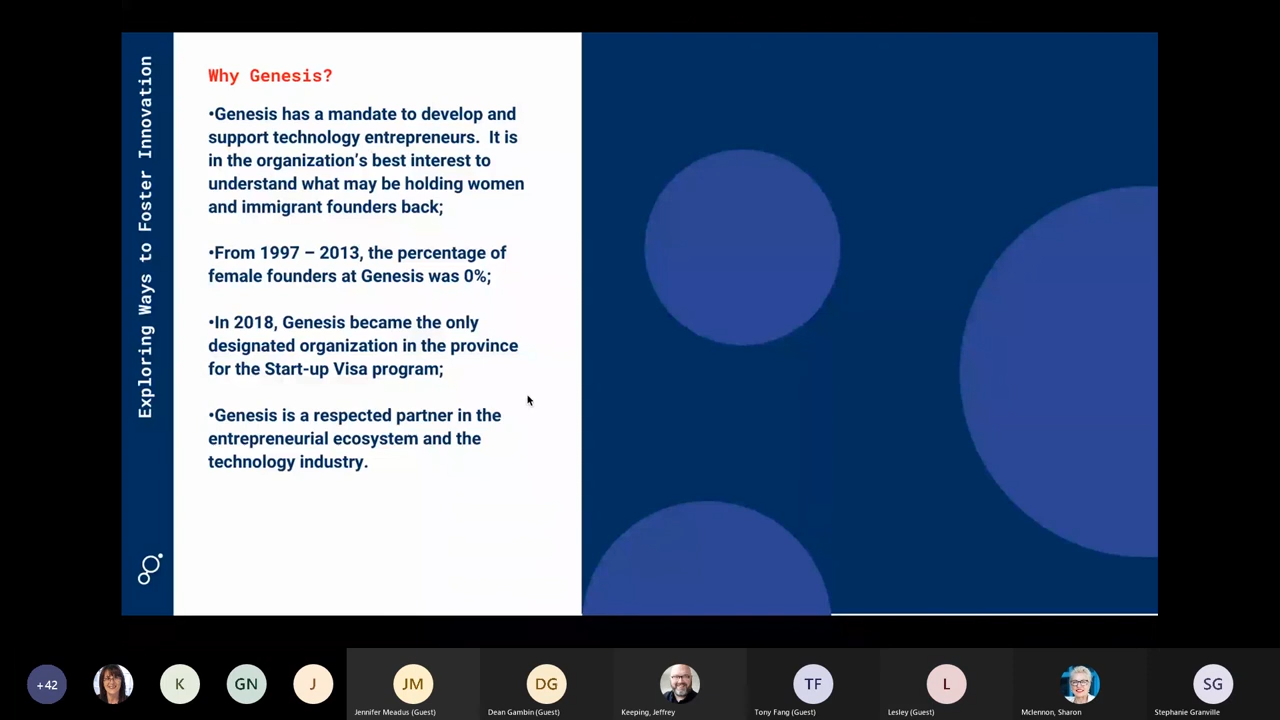 Exploring Ways to Foster Innovation
Why Genesis?
•Genesis has a mandate to develop and
support technology entrepreneurs.  It is
in the organization's best interest to
understand what may be holding women
and immigrant founders back;
•From 1997 – 2013, the percentage of
female founders at Genesis was 0%;
•In 2018, Genesis became the only
designated organization in the province
for the Start-up Visa program;
•Genesis is a respected partner in the
entrepreneurial ecosystem and the
technology industry.
+42
K
GN
J
JM
DG
TF
L
SG
Jennifer Meadus (Guest)
Dean Gambin (Guest)
Keeping, Jeffrey
Tony Fang (Guest)
Lesley (Guest)
Mclennon, Sharon
Stephanie Granville